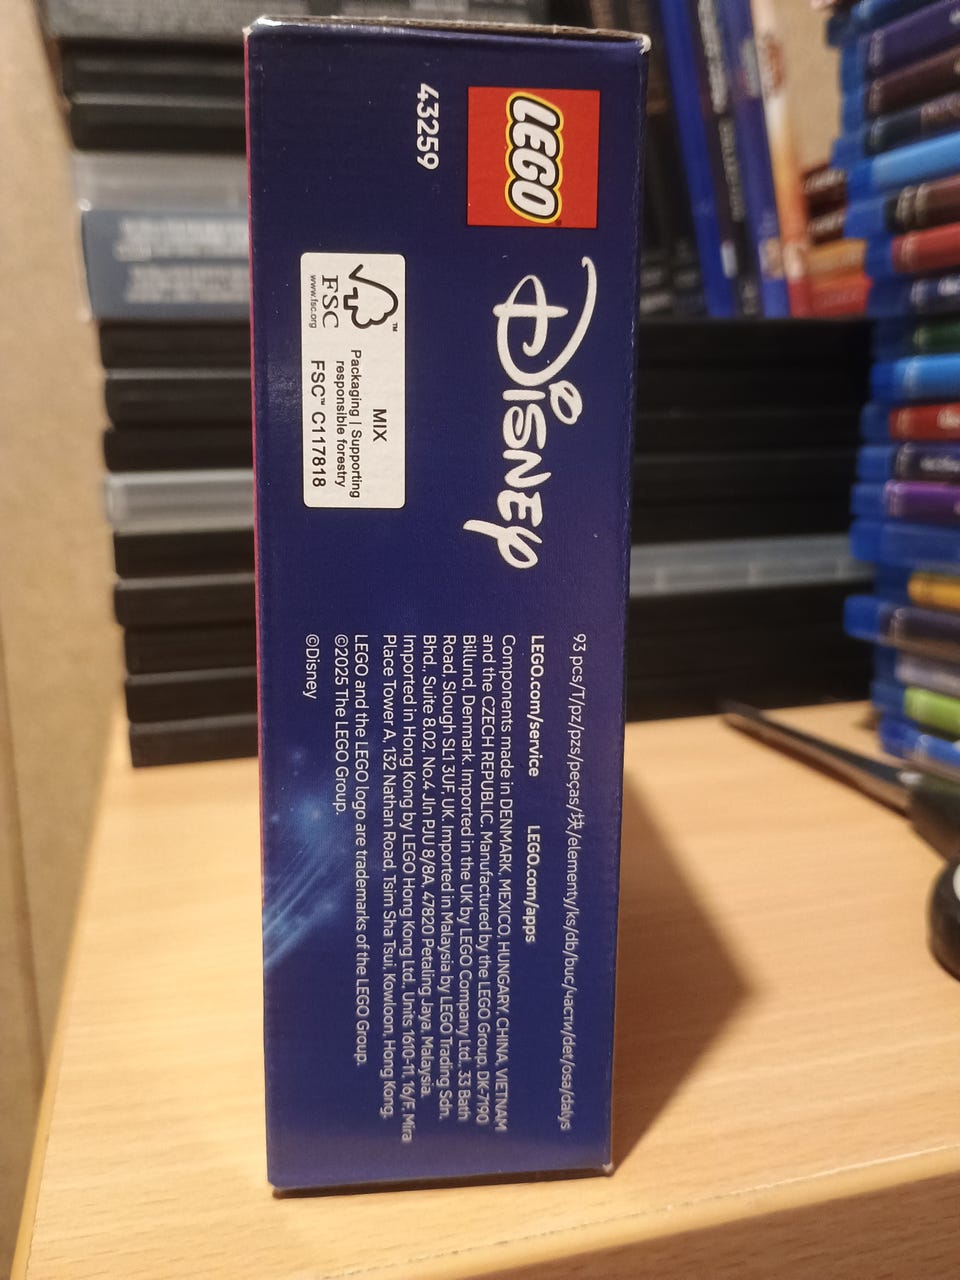 LEGO
43259
Disney
FSC
www.fsc.org
MIX
Packaging | Supporting
responsible forestry
FSC™ C117818
93 pcs/T/pz/pzs/peças/块/elementy/ks/db/buc/части/det/osa/dalys
LEGO.com/service LEGO.com/apps
Components made in DENMARK, MEXICO, HUNGARY, CHINA, VIETNAM
and the CZECH REPUBLIC. Manufactured by the LEGO Group, DK-7190
Billund, Denmark. Imported in the UK by LEGO Company Ltd., 33 Bath
Road, Slough SL1 3UF, UK. Imported in Malaysia by LEGO Trading Sdn.
Bhd. Suite 8.02. No.4 Jln PJU 8/8A, 47820 Petaling Jaya, Malaysia.
Imported in Hong Kong by LEGO Hong Kong Ltd., Units 1610-11, 16/F, Mira
Place Tower A, 132 Nathan Road, Tsim Sha Tsui, Kowloon, Hong Kong.
LEGO and the LEGO logo are trademarks of the LEGO Group.
©2025 The LEGO Group.
©Disney